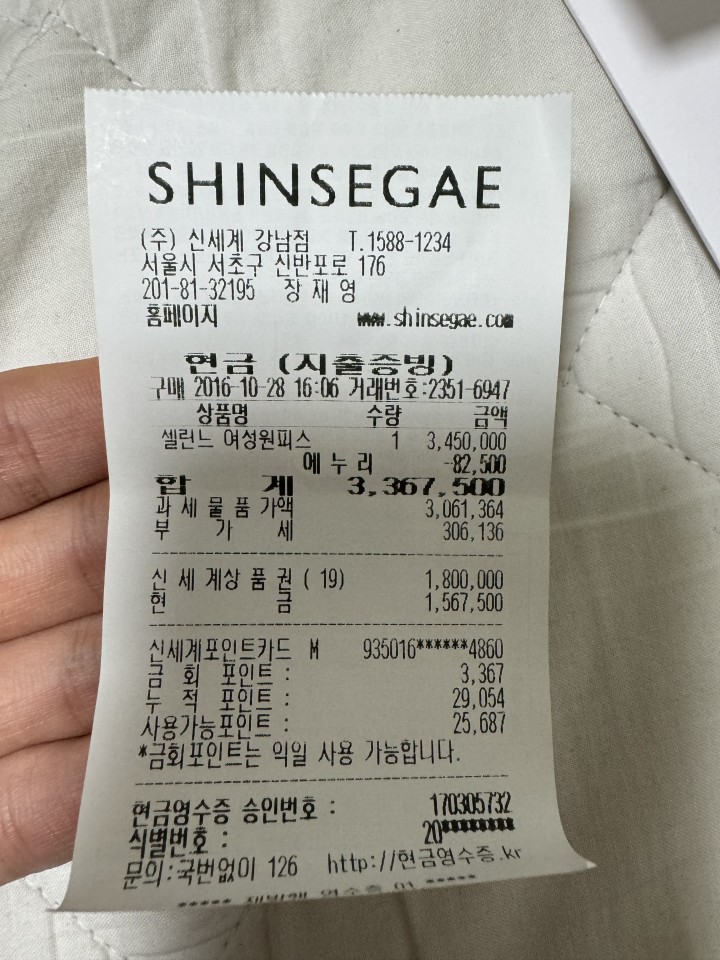 SHINSEGAE
(주) 신세계 강남점 T.1588-1234
서울시 서초구 신반포로 176
201-81-32195 장 재 영
홈페이지 www.shinsegae.com
현금 (지출증빙)
구매 2016-10-28 16:06 거래번호:2351-6947
상품명 수량 금액
셀린느 여성원피스 1 3,450,000
에 누 리 -82,500
합 계 3,367,500
과 세 물 품 가액 3,061,364
부 가 세 306,136
신 세 계상 품 권 ( 19) 1,800,000
현 금 1,567,500
신세계포인트카드 M 935016******4860
금 회 포인트 : 3,367
누 적 포인트 : 29,054
사용가능포인트 : 25,687
*금회포인트는 익일 사용 가능합니다.
현금영수증 승인번호 : 170305732
식별번호 : 20********
문의:국번없이 126 http://현금영수증.kr
***** 재발행 영수증 01 *****